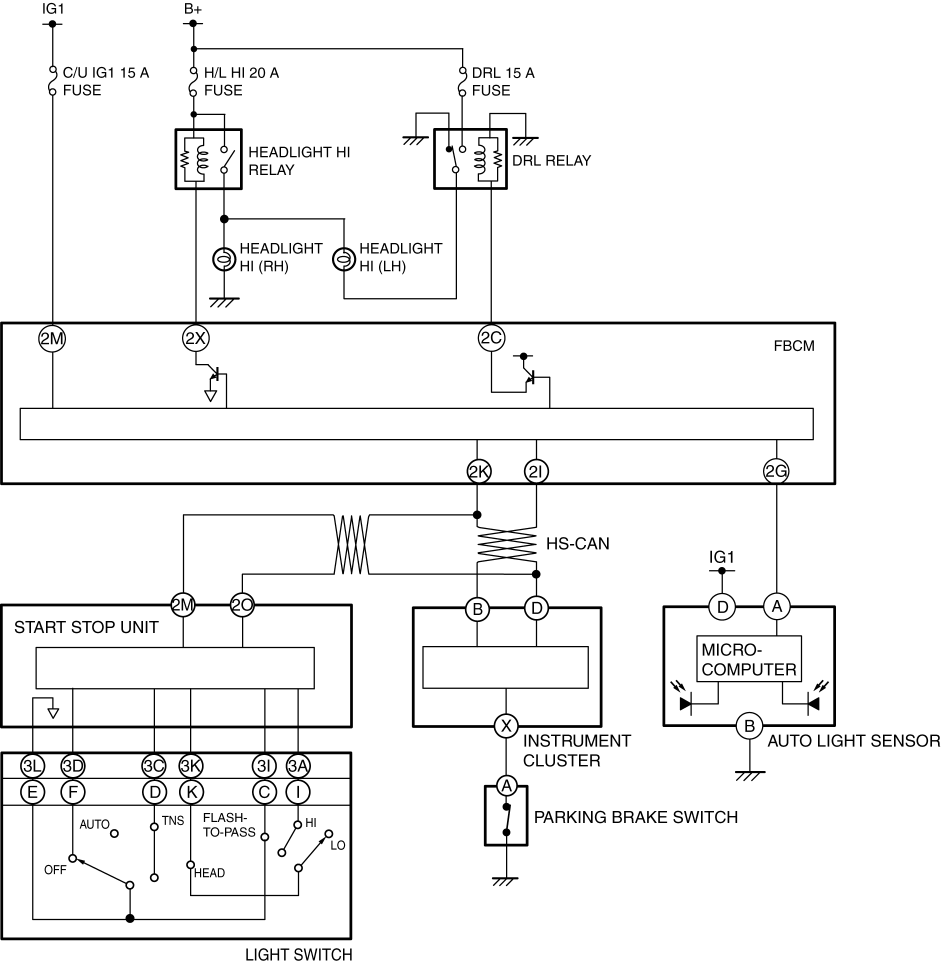 IG1
B+
C/U IG1 15 A
FUSE
H/L HI 20 A
FUSE
DRL 15 A
FUSE
HEADLIGHT HI
RELAY
DRL RELAY
HEADLIGHT
HI (RH)
HEADLIGHT
HI (LH)
2M
2X
2C
FBCM
2K
2I
2G
HS-CAN
IG1
2M
2O
B
D
D
A
START STOP UNIT
MICRO-
COMPUTER
X
B
INSTRUMENT
CLUSTER
AUTO LIGHT SENSOR
3L
3D
3C
3K
3I
3A
E
F
D
K
C
I
A
PARKING BRAKE SWITCH
AUTO
TNS
FLASH-
TO-PASS
HI
LO
OFF
HEAD
LIGHT SWITCH